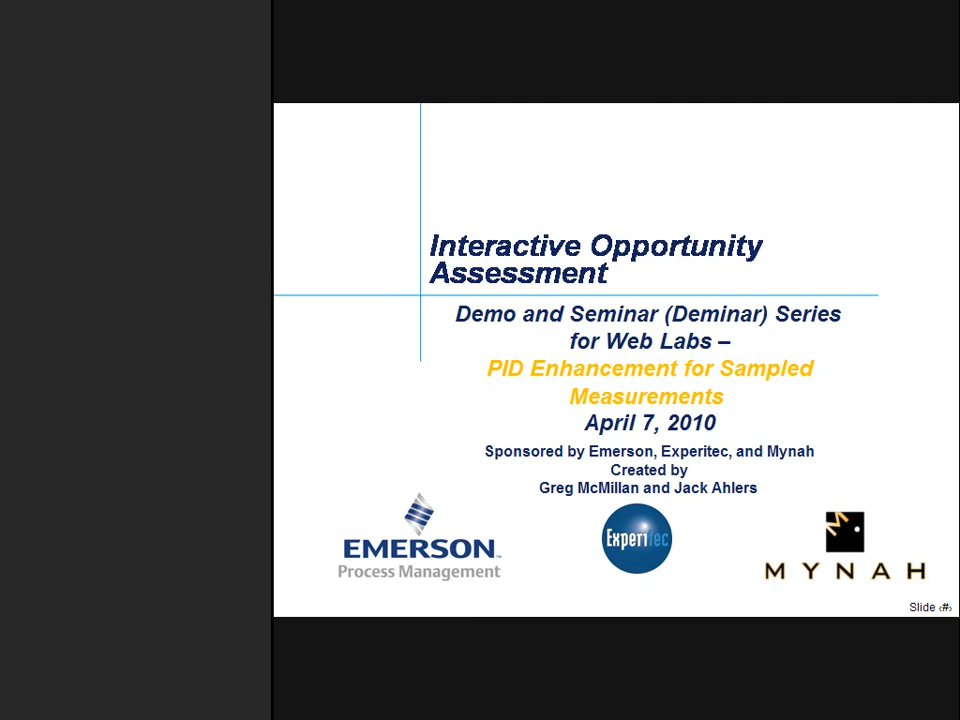 Interactive Opportunity
Assessment
Demo and Seminar (Deminar) Series
for Web Labs –
PID Enhancement for Sampled
Measurements
April 7, 2010
Sponsored by Emerson, Experitec, and Mynah
Created by
Greg McMillan and Jack Ahlers
EMERSON™
Process Management
ExperiTec
MYNAH
Slide ‹#›